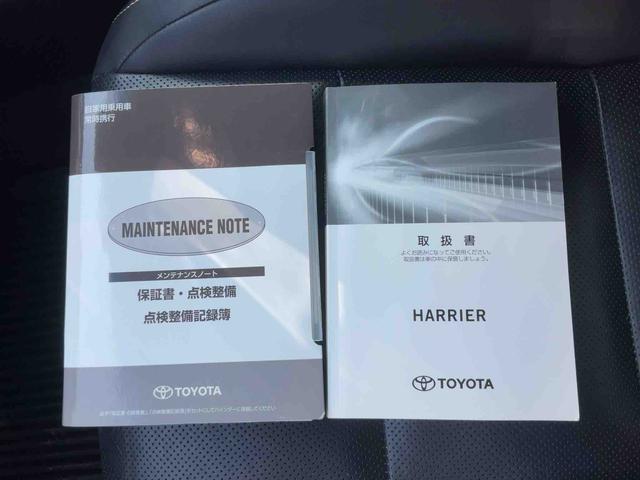 自家用乗用車
常時携行
MAINTENANCE NOTE
メンテナンスノート
保証書・点検整備
点検整備記録簿
TOYOTA
取扱書
よくお読みになってご使用ください。
取扱書は車の中に保管しましょう。
HARRIER
TOYOTA